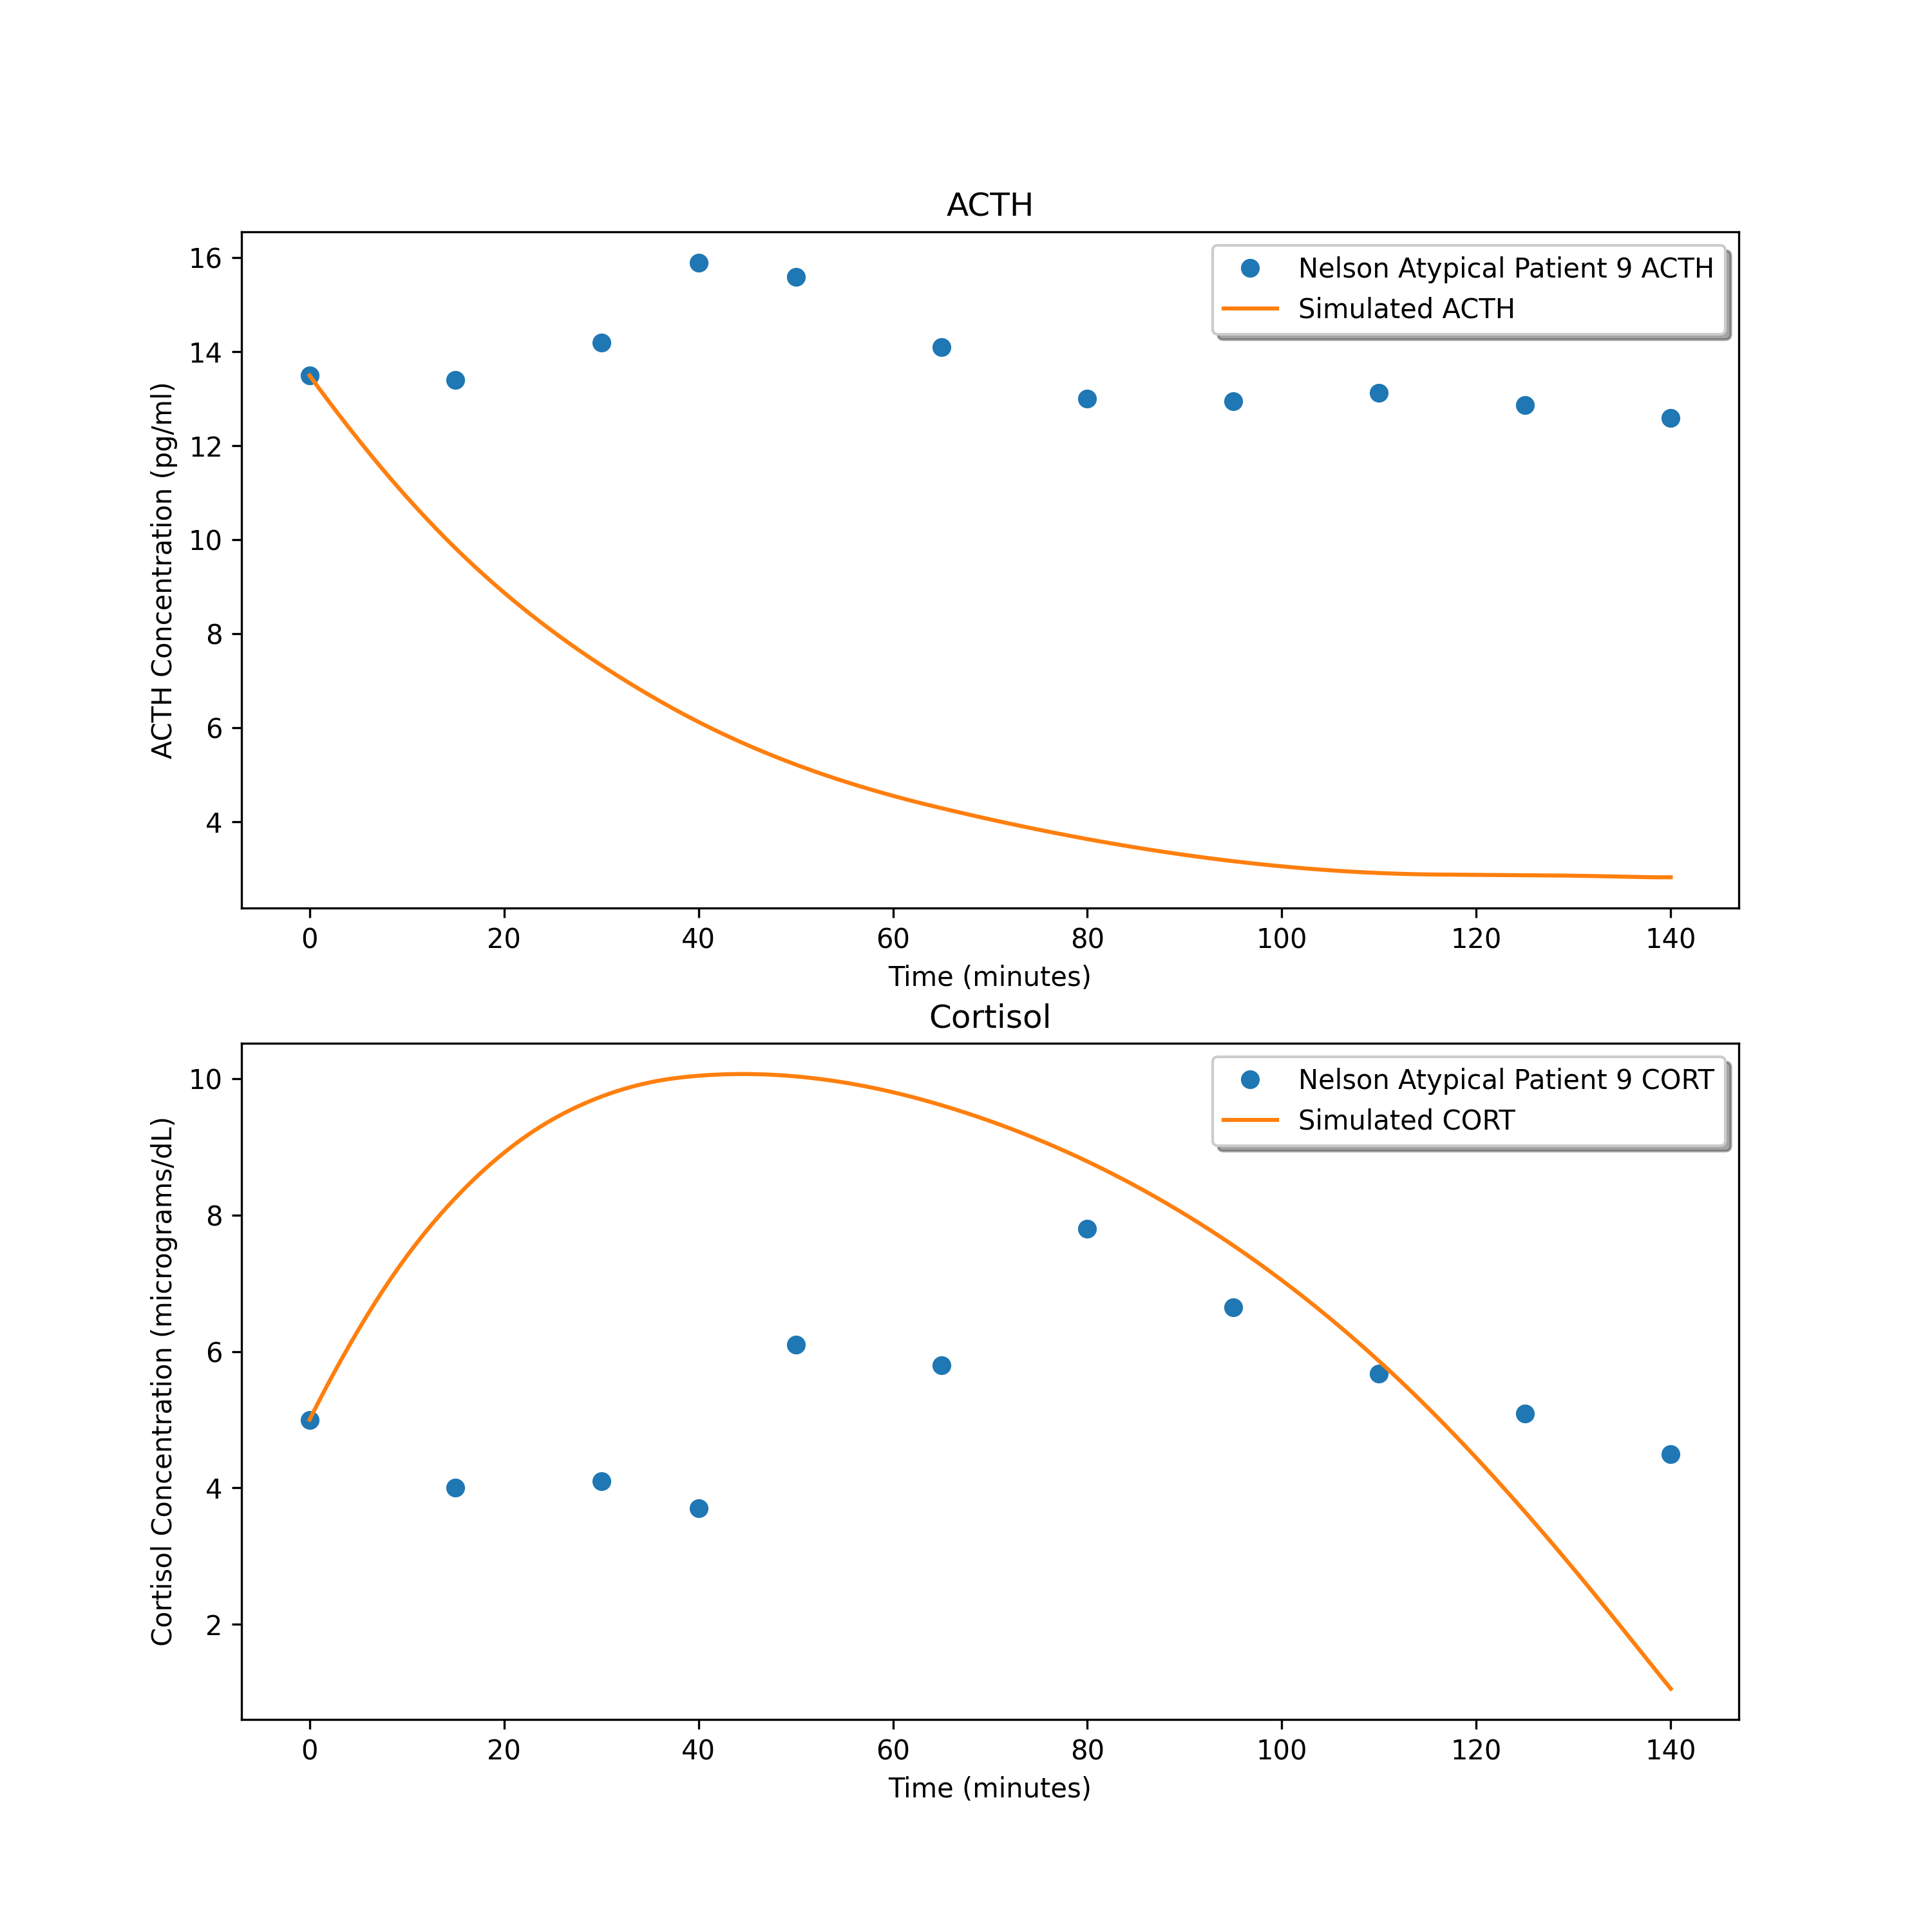 ACTH
16
14
12
10
8
6
4
ACTH Concentration (pg/ml)
Nelson Atypical Patient 9 ACTH
Simulated ACTH
0 20 40 60 80 100 120 140
Time (minutes)
Cortisol
10
8
6
4
2
Cortisol Concentration (micrograms/dL)
Nelson Atypical Patient 9 CORT
Simulated CORT
0 20 40 60 80 100 120 140
Time (minutes)